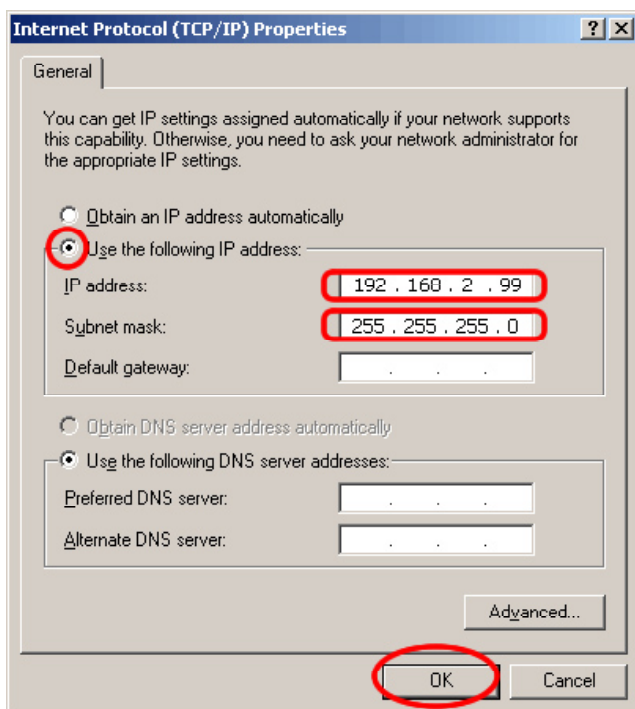 Internet Protocol (TCP/IP) Properties
General
You can get IP settings assigned automatically if your network supports
this capability. Otherwise, you need to ask your network administrator for
the appropriate IP settings.
Obtain an IP address automatically
Use the following IP address:
IP address: 192 . 160 . 2 . 99
Subnet mask: 255 . 255 . 255 . 0
Default gateway: . . .
Obtain DNS server address automatically
Use the following DNS server addresses:
Preferred DNS server: . . .
Alternate DNS server: . . .
Advanced...
OK Cancel